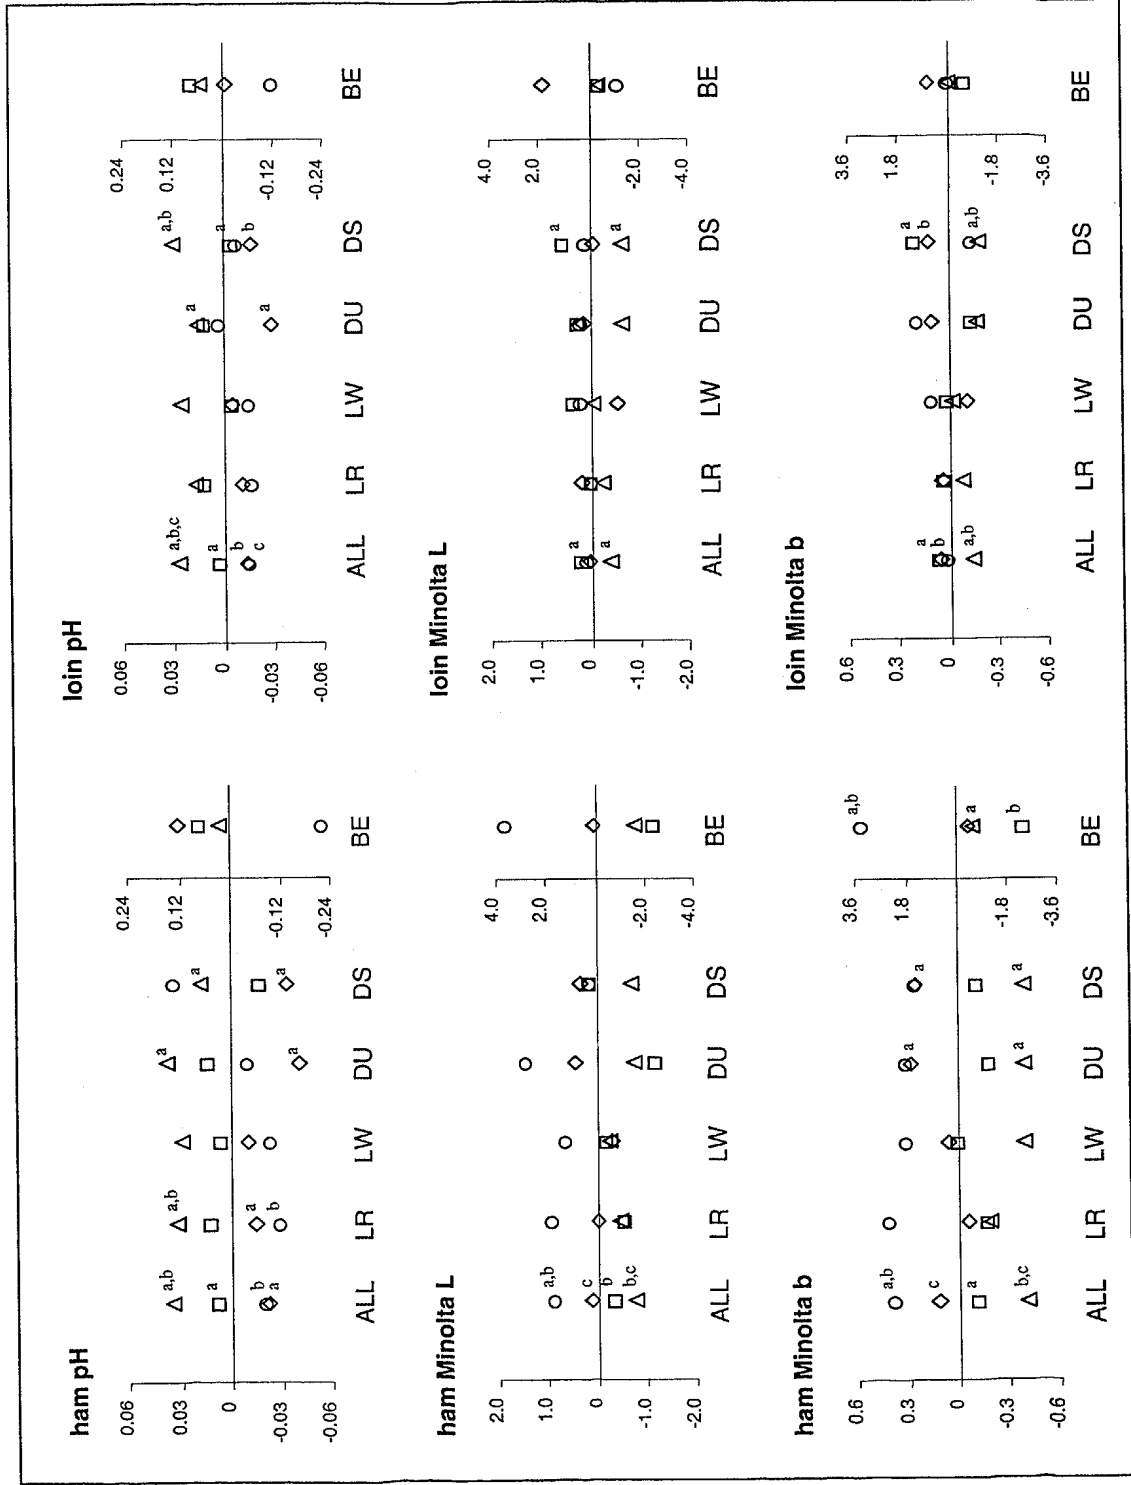 ham pH
0.06
0.03
0
-0.03
-0.06
a,b
a
b
a
a,b
a
b
a
a
a
a
0.24
0.12
-0.12
-0.24
ALL LR LW DU DS BE
loin pH
0.06
0.03
0
-0.03
-0.06
a,b,c
a
b
c
a
a
a,b
a
b
0.24
0.12
-0.12
-0.24
ALL LR LW DU DS BE
ham Minolta L
2.0
1.0
0
-1.0
-2.0
a,b
c
b
b,c
4.0
2.0
-2.0
-4.0
ALL LR LW DU DS BE
loin Minolta L
2.0
1.0
0
-1.0
-2.0
a
a
a
a
4.0
2.0
-2.0
-4.0
ALL LR LW DU DS BE
ham Minolta b
0.6
0.3
0
-0.3
-0.6
a,b
c
a
b,c
a
a
a
a
3.6
1.8
-1.8
-3.6
a,b
a
b
ALL LR LW DU DS BE
loin Minolta b
0.6
0.3
0
-0.3
-0.6
a
b
a,b
a
b
a,b
3.6
1.8
-1.8
-3.6
ALL LR LW DU DS BE